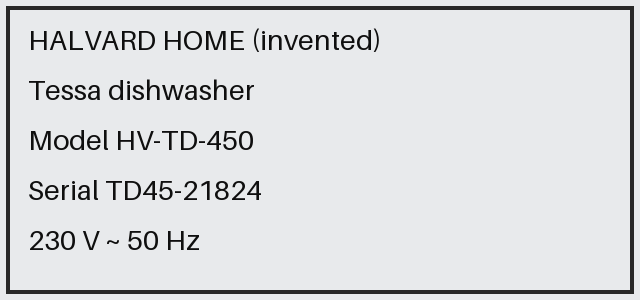 HALVARD HOME (invented)
Tessa dishwasher
Model HV-TD-450
Serial TD45-21824
230 V ~ 50 Hz